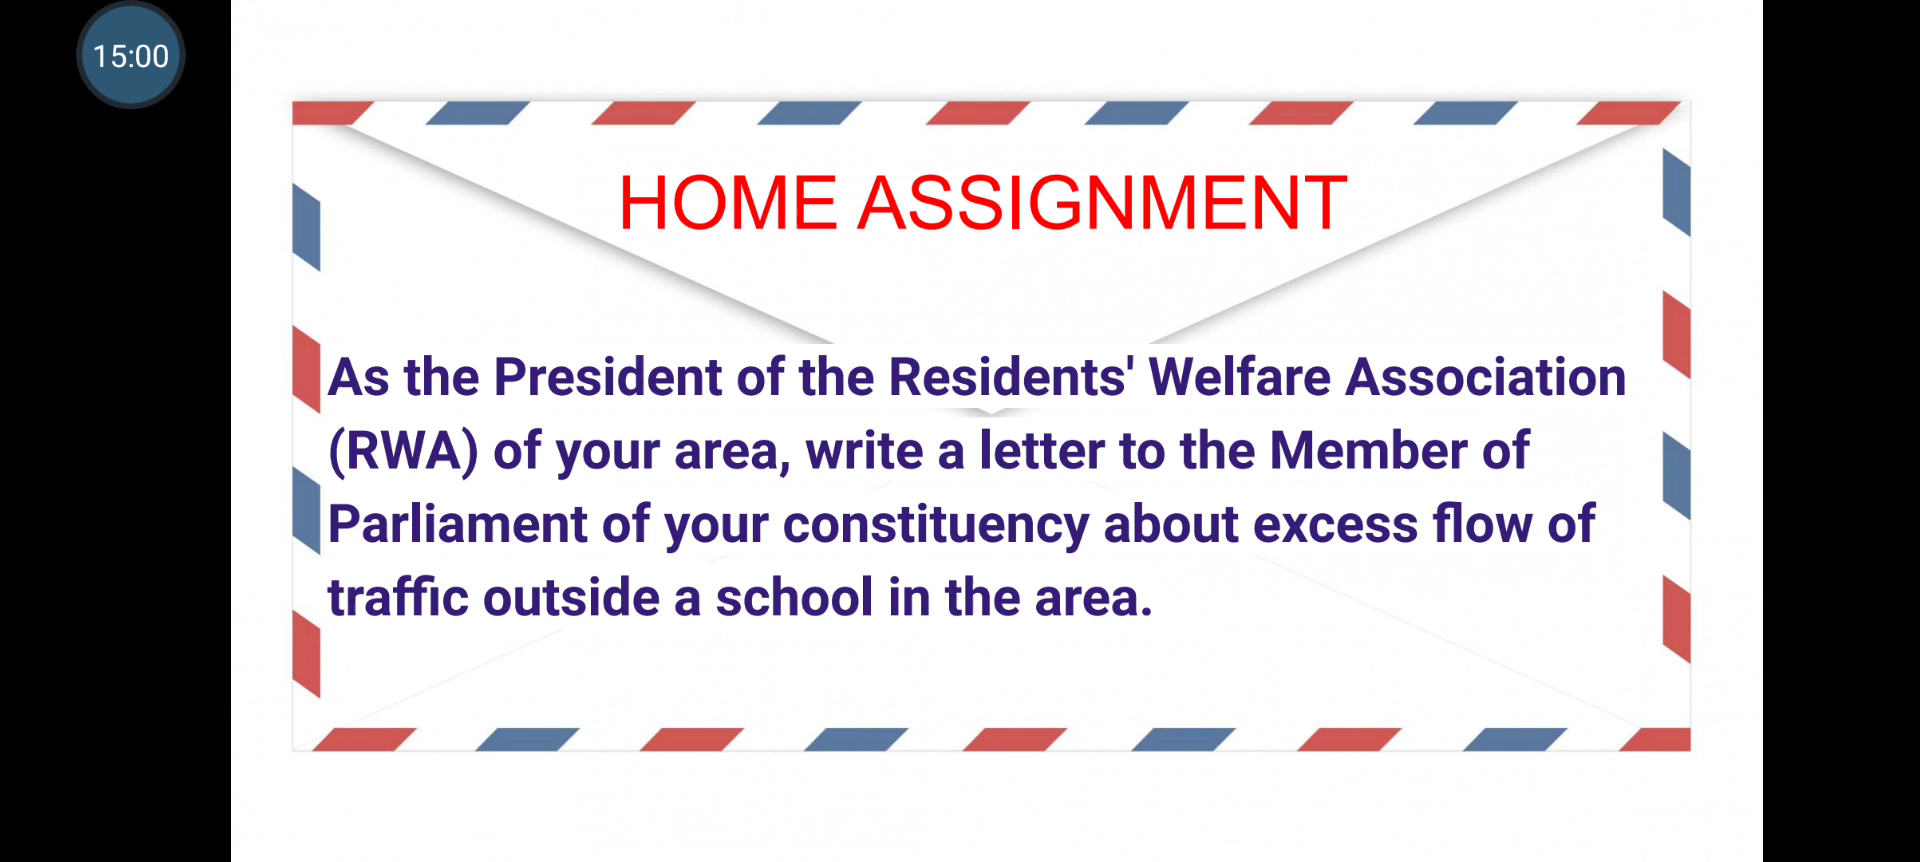 15:00
HOME ASSIGNMENT
As the President of the Residents' Welfare Association
(RWA) of your area, write a letter to the Member of
Parliament of your constituency about excess flow of
traffic outside a school in the area.